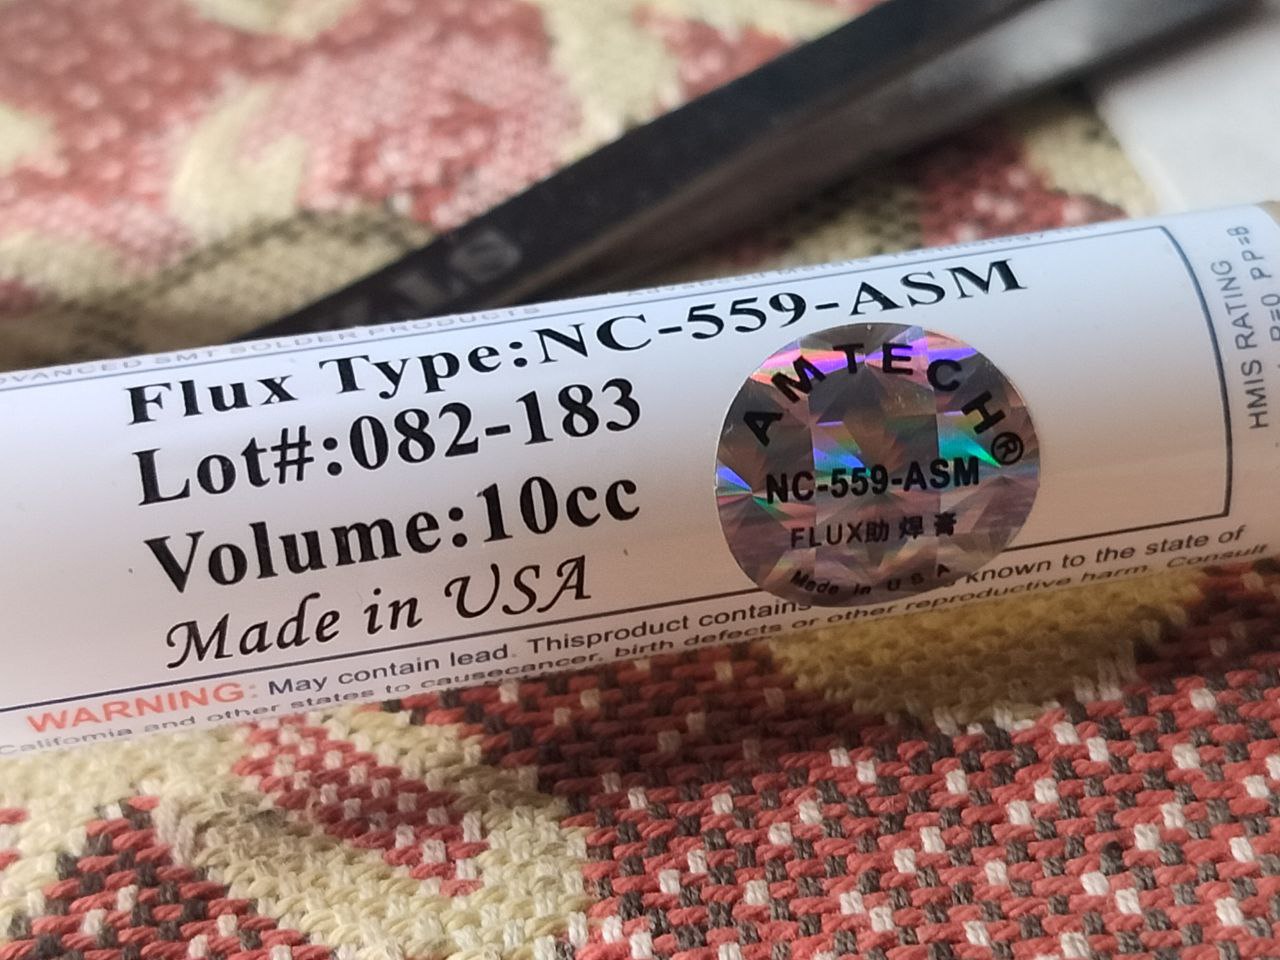 ADVANCED SMT SOLDER PRODUCTS
Flux Type:NC-559-ASM
Lot#:082-183
Volume:10cc
Made in USA
AMTECH®
NC-559-ASM
FLUX助焊膏
Made in USA
WARNING: May contain lead. Thisproduct contains known to the state of
California and other states to causecancer, birth defects or other reproductive harm. Consult
HMIS RATING
ALS